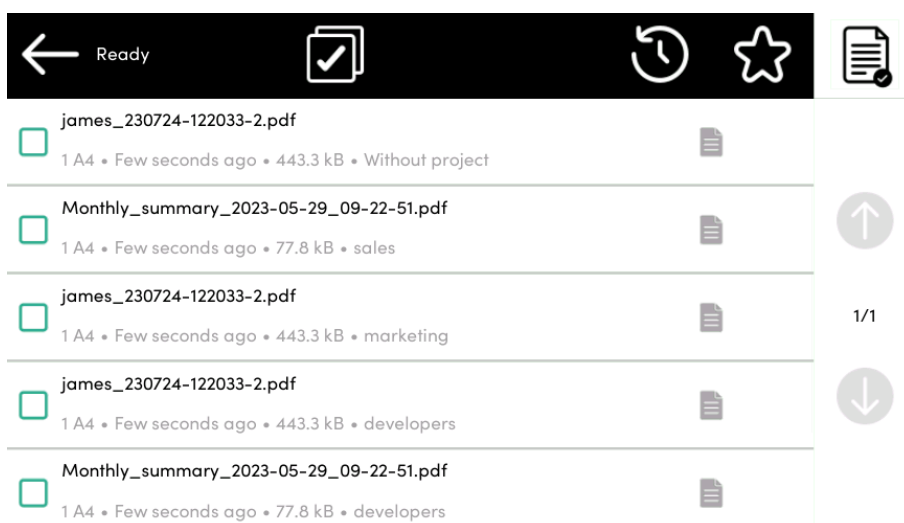 Ready
james_230724-122033-2.pdf
1 A4 • Few seconds ago • 443.3 kB • Without project
Monthly_summary_2023-05-29_09-22-51.pdf
1 A4 • Few seconds ago • 77.8 kB • sales
james_230724-122033-2.pdf
1 A4 • Few seconds ago • 443.3 kB • marketing
1/1
james_230724-122033-2.pdf
1 A4 • Few seconds ago • 443.3 kB • developers
Monthly_summary_2023-05-29_09-22-51.pdf
1 A4 • Few seconds ago • 77.8 kB • developers